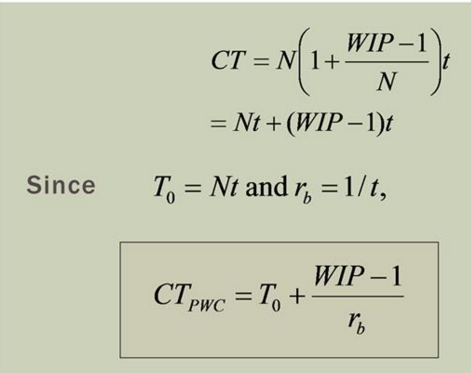 CT = N(1 + (WIP − 1)/N)t
= Nt + (WIP − 1)t
Since T₀ = Nt and r_b = 1/t,
CT_PWC = T₀ + (WIP − 1)/r_b